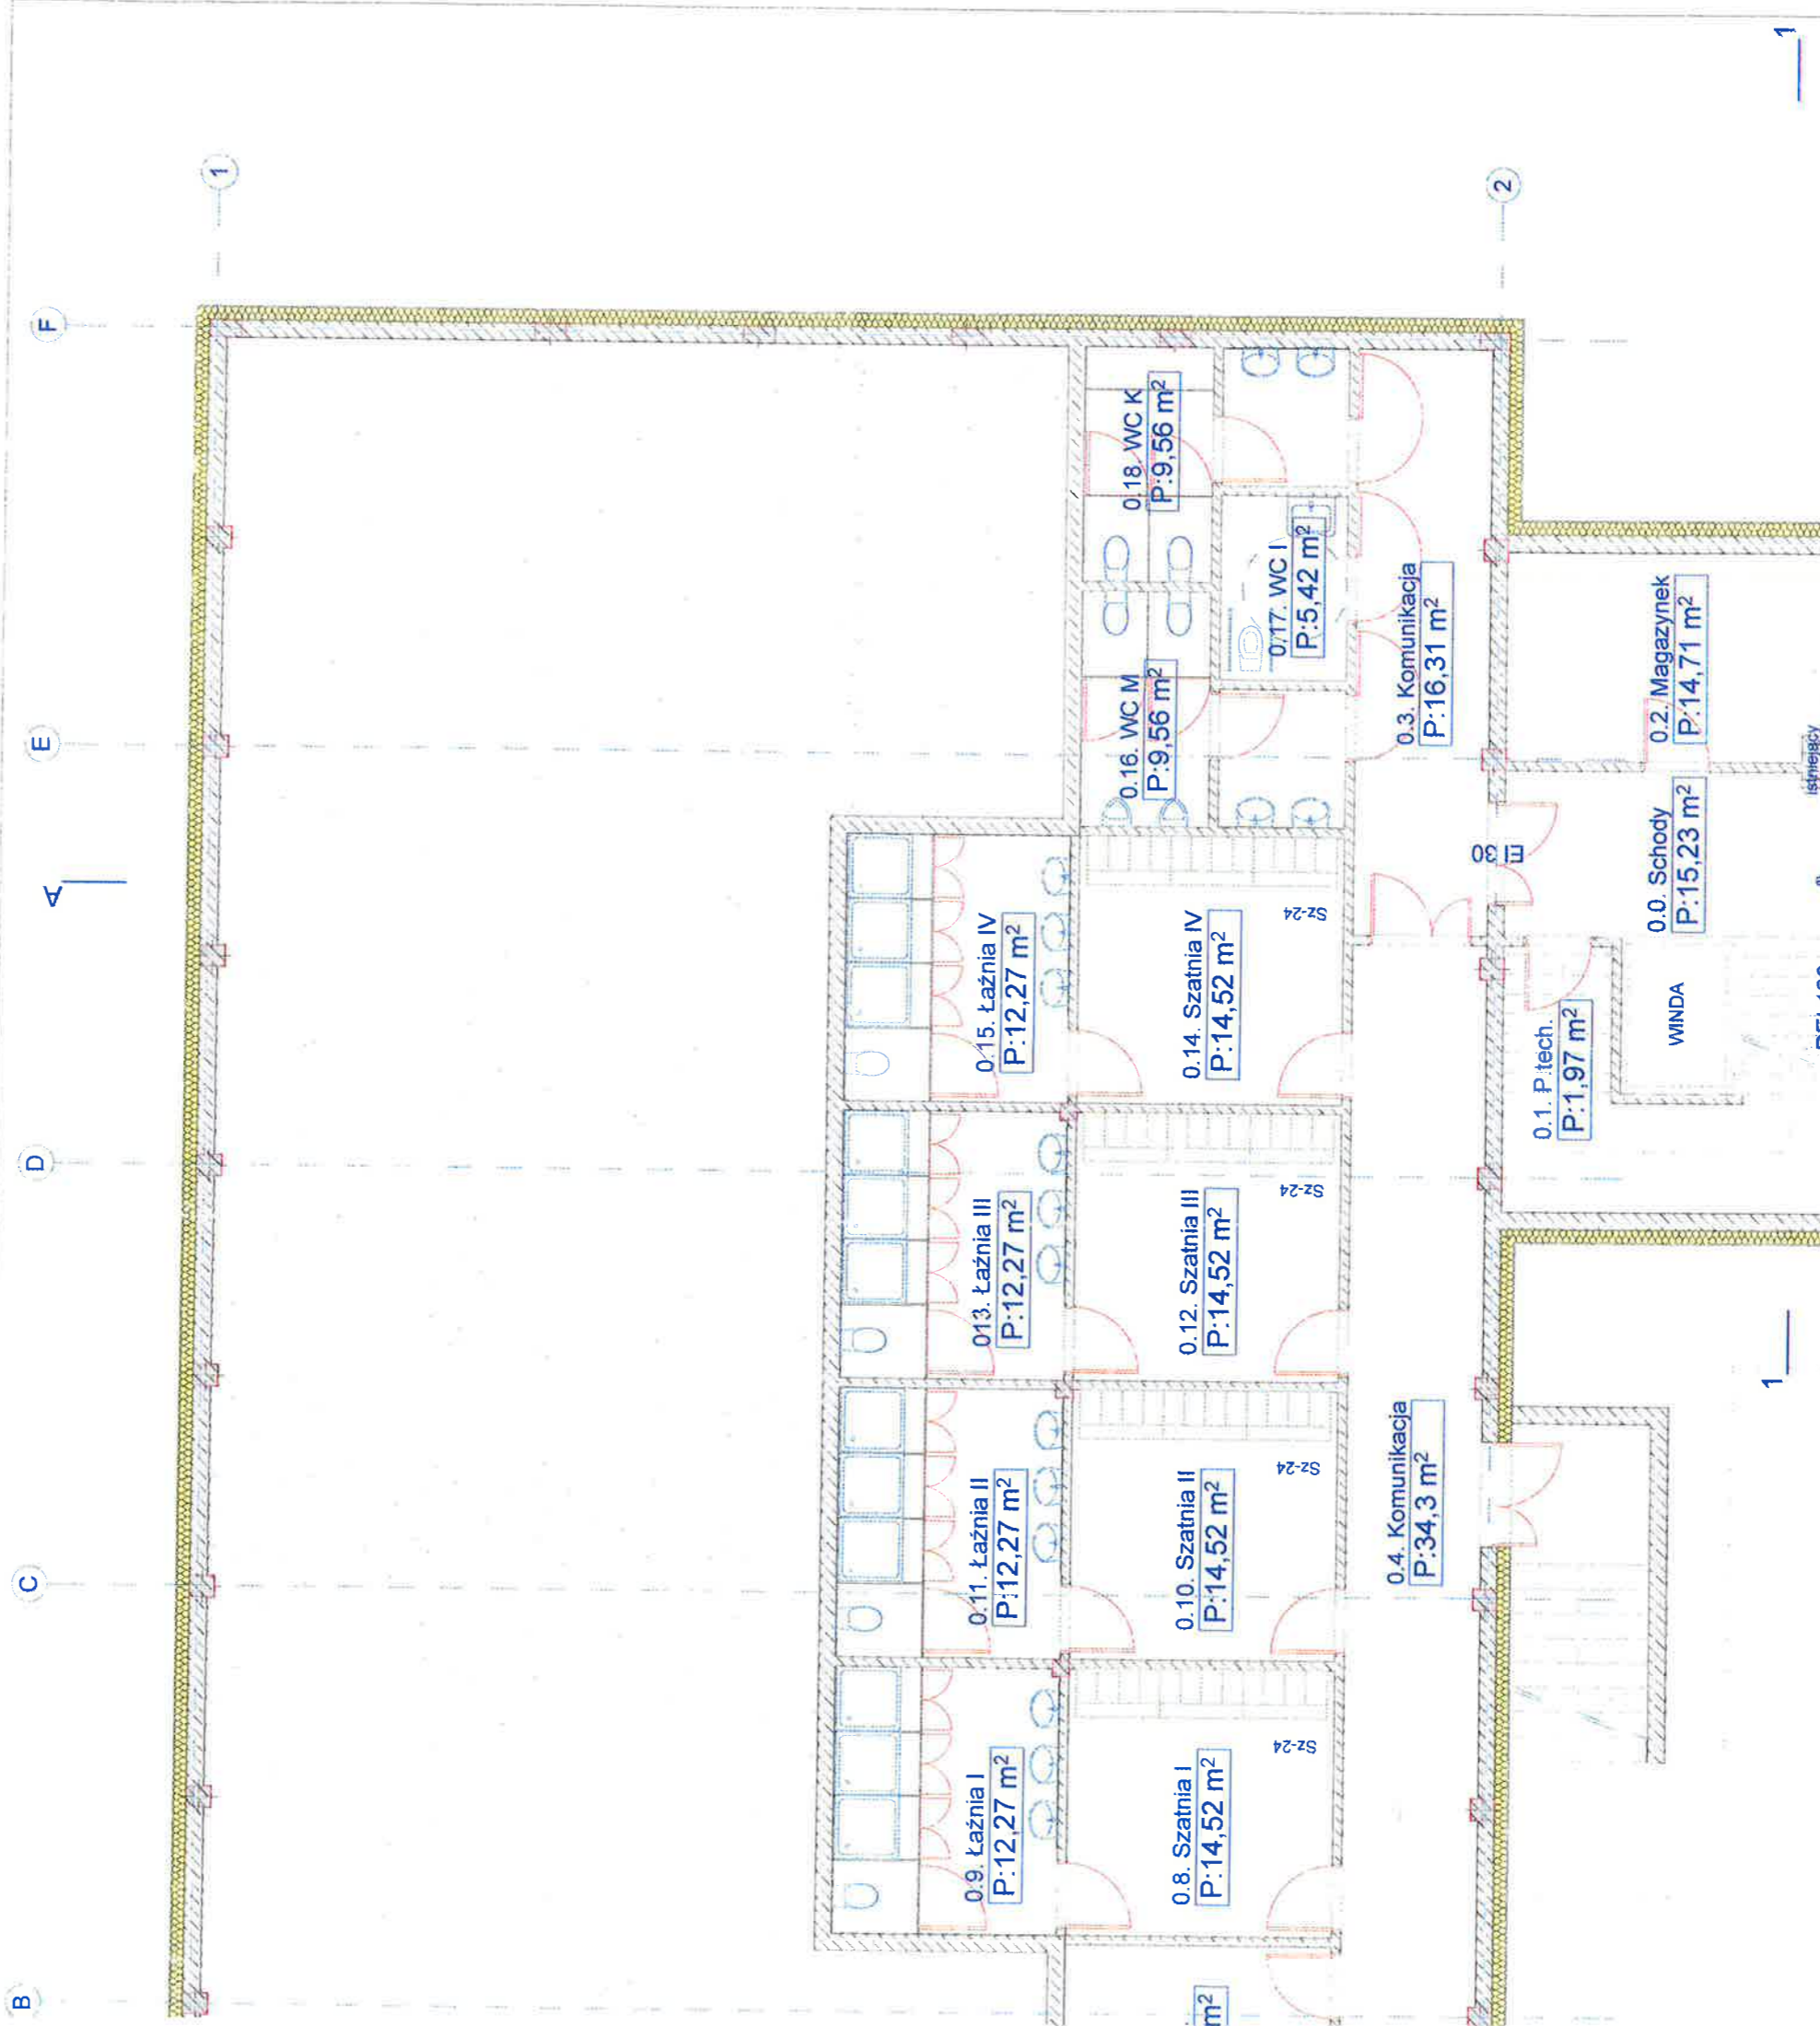 1
1
2
F
E
D
C
B
A
0.18. WC K
P:9,56 m²
0.17. WC I
P:5,42 m²
0.16. WC M
P:9,56 m²
0.3. Komunikacja
P:16,31 m²
0.2. Magazynek
P:14,71 m²
istniejący
EI 30
0.0. Schody
P:15,23 m²
0.15. Łaźnia IV
P:12,27 m²
0.14. Szatnia IV
P:14,52 m²
Sz-24
WINDA
0.1. P.tech.
P:1,97 m²
013. Łaźnia III
P:12,27 m²
0.12. Szatnia III
P:14,52 m²
Sz-24
1
0.11. Łaźnia II
P:12,27 m²
0.10. Szatnia II
P:14,52 m²
Sz-24
0.4. Komunikacja
P:34,3 m²
0.9. Łaźnia I
P:12,27 m²
0.8. Szatnia I
P:14,52 m²
Sz-24
m²